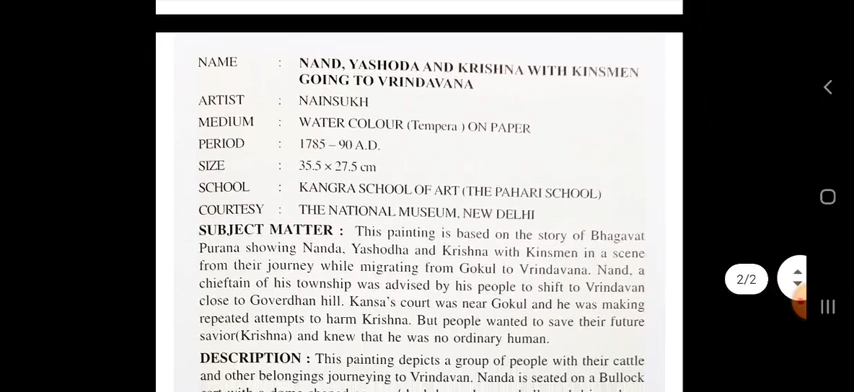 NAME : NAND, YASHODA AND KRISHNA WITH KINSMEN
GOING TO VRINDAVANA
ARTIST : NAINSUKH
MEDIUM : WATER COLOUR (Tempera ) ON PAPER
PERIOD : 1785 – 90 A.D.
SIZE : 35.5 × 27.5 cm
SCHOOL : KANGRA SCHOOL OF ART (THE PAHARI SCHOOL)
COURTESY : THE NATIONAL MUSEUM, NEW DELHI
SUBJECT MATTER : This painting is based on the story of Bhagavat
Purana showing Nanda, Yashodha and Krishna with Kinsmen in a scene
from their journey while migrating from Gokul to Vrindavana. Nand, a
chieftain of his township was advised by his people to shift to Vrindavan
close to Goverdhan hill. Kansa's court was near Gokul and he was making
repeated attempts to harm Krishna. But people wanted to save their future
savior(Krishna) and knew that he was no ordinary human.
DESCRIPTION : This painting depicts a group of people with their cattle
and other belongings journeying to Vrindavan. Nanda is seated on a Bullock
2/2